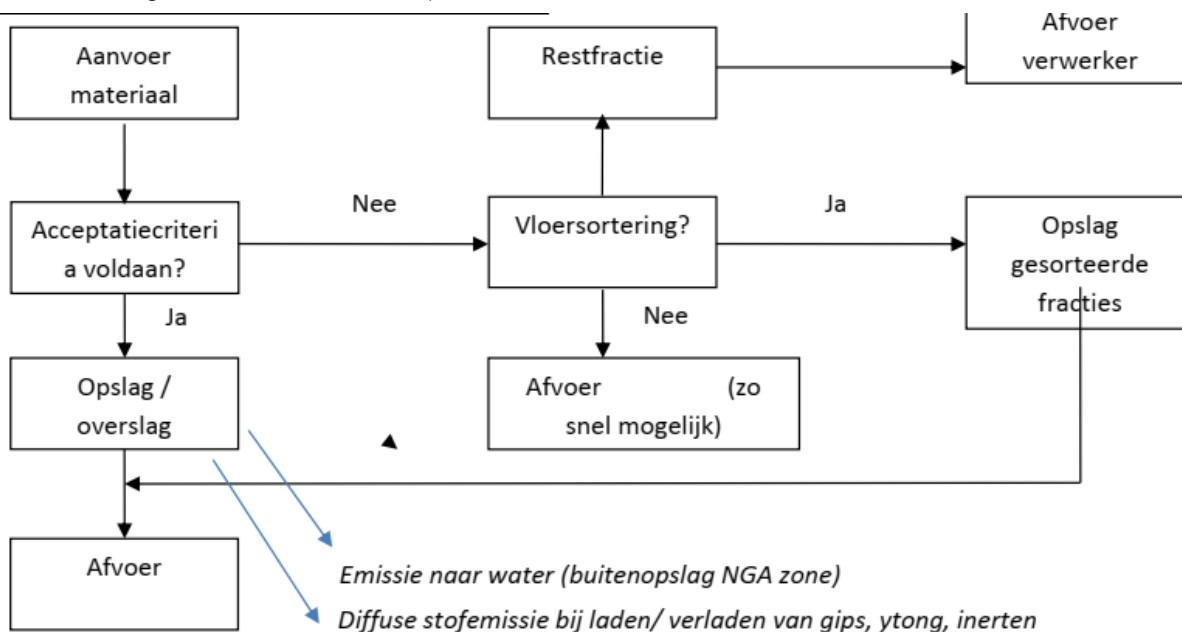 Aanvoer
materiaal
Restfractie
Afvoer
verwerker
Nee
Ja
Acceptatiecriteri
a voldaan?
Vloersortering?
Opslag
gesorteerde
fracties
Ja
Nee
Opslag /
overslag
Afvoer (zo
snel mogelijk)
Afvoer
Emissie naar water (buitenopslag NGA zone)
Diffuse stofemissie bij laden/ verladen van gips, ytong, inerten